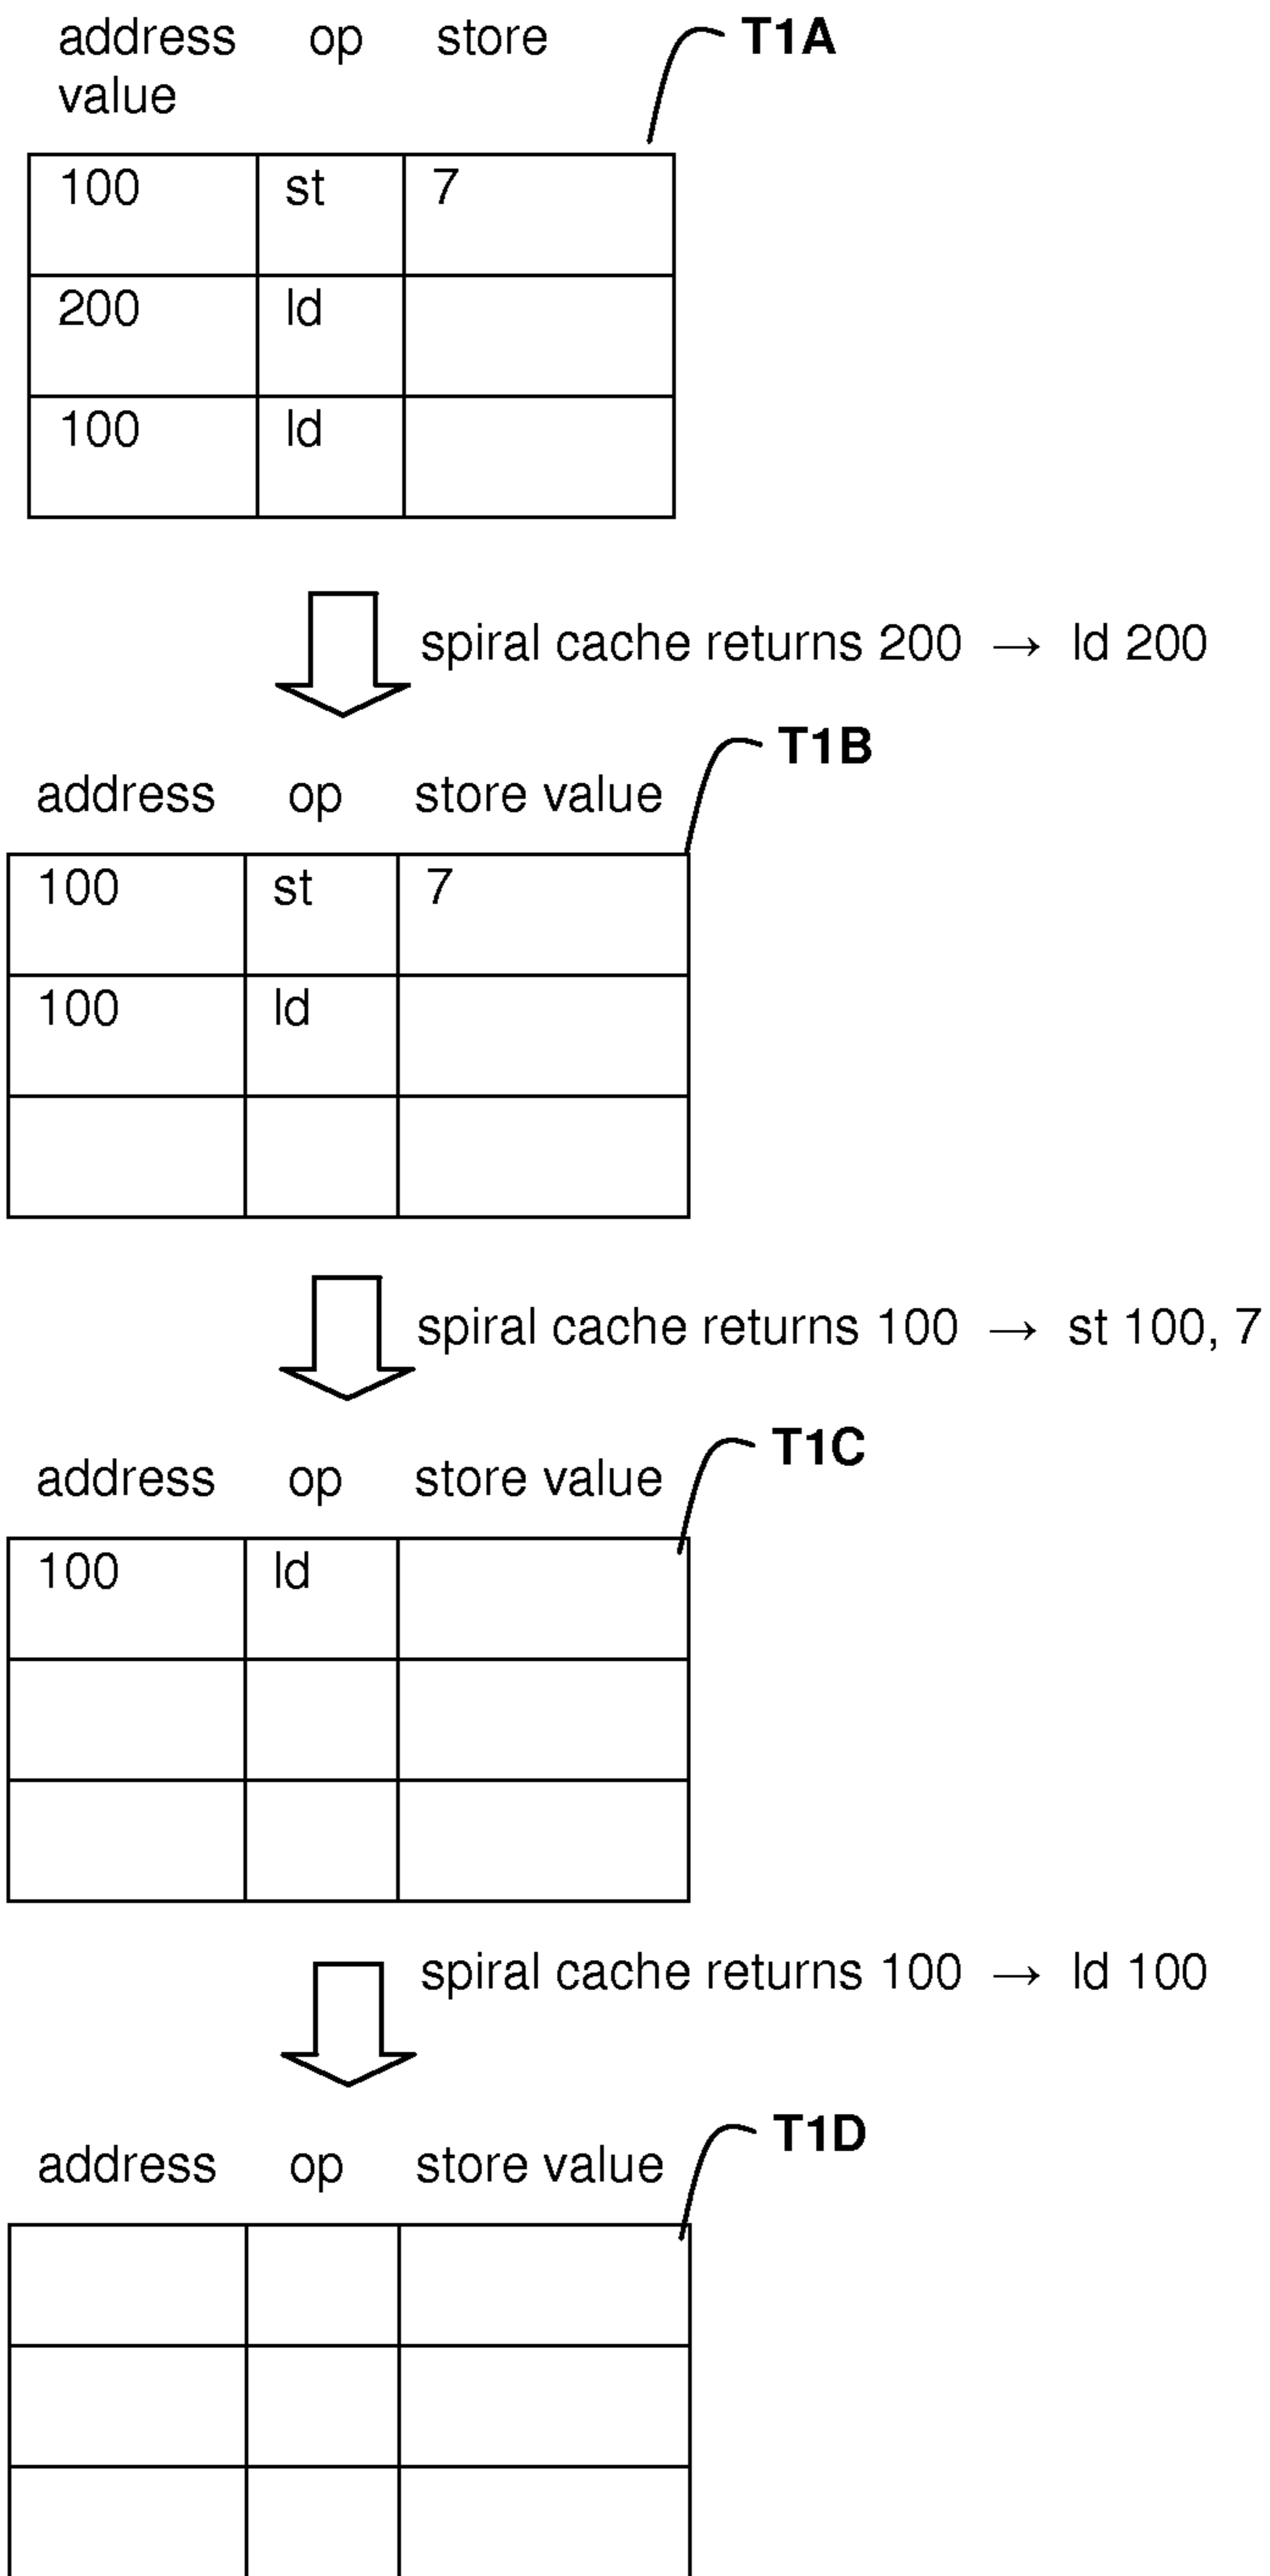 address op store T1A
value
100 st 7
200 ld
100 ld
spiral cache returns 200 → ld 200
T1B
address op store value
100 st 7
100 ld
spiral cache returns 100 → st 100, 7
T1C
address op store value
100 ld
spiral cache returns 100 → ld 100
T1D
address op store value